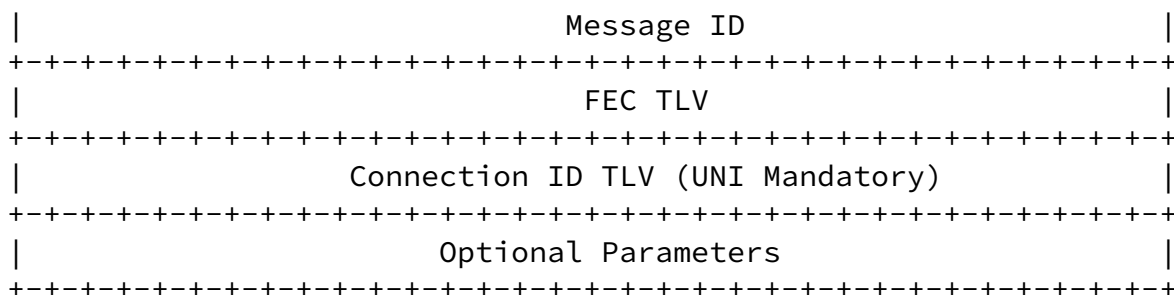 | Message ID |
+-+-+-+-+-+-+-+-+-+-+-+-+-+-+-+-+-+-+-+-+-+-+-+-+-+-+-+-+-+-+-+-+
| FEC TLV |
+-+-+-+-+-+-+-+-+-+-+-+-+-+-+-+-+-+-+-+-+-+-+-+-+-+-+-+-+-+-+-+-+
| Connection ID TLV (UNI Mandatory) |
+-+-+-+-+-+-+-+-+-+-+-+-+-+-+-+-+-+-+-+-+-+-+-+-+-+-+-+-+-+-+-+-+
| Optional Parameters |
+-+-+-+-+-+-+-+-+-+-+-+-+-+-+-+-+-+-+-+-+-+-+-+-+-+-+-+-+-+-+-+-+